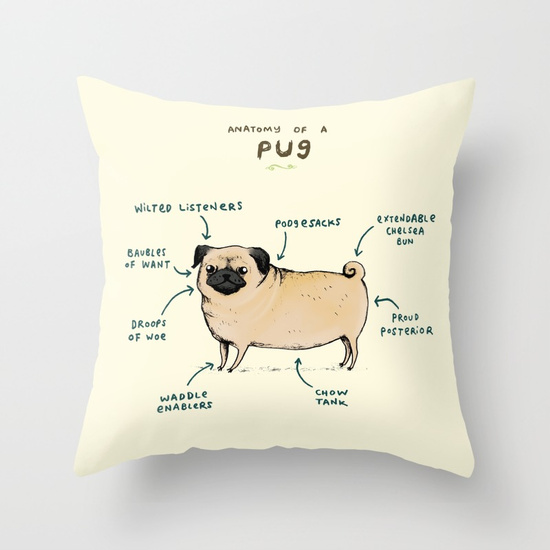 ANATOMY OF A
PUG
WILTED LISTENERS
PODGESACKS
EXTENDABLE
CHELSEA
BUN
BAUBLES
OF WANT
DROOPS
OF WOE
PROUD
POSTERIOR
WADDLE
ENABLERS
CHOW
TANK